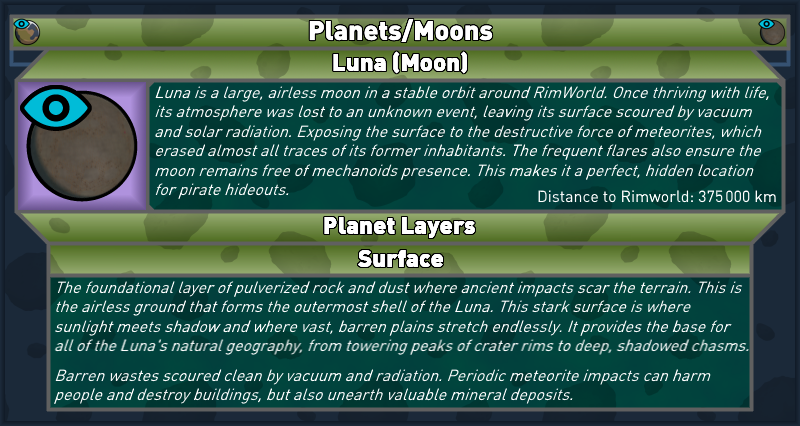 Planets/Moons
Luna (Moon)
Luna is a large, airless moon in a stable orbit around RimWorld. Once thriving with life,
its atmosphere was lost to an unknown event, leaving its surface scoured by vacuum
and solar radiation. Exposing the surface to the destructive force of meteorites, which
erased almost all traces of its former inhabitants. The frequent flares also ensure the
moon remains free of mechanoids presence. This makes it a perfect, hidden location
for pirate hideouts.
Distance to Rimworld: 375 000 km
Planet Layers
Surface
The foundational layer of pulverized rock and dust where ancient impacts scar the terrain. This is
the airless ground that forms the outermost shell of the Luna. This stark surface is where
sunlight meets shadow and where vast, barren plains stretch endlessly. It provides the base for
all of the Luna's natural geography, from towering peaks of crater rims to deep, shadowed chasms.
Barren wastes scoured clean by vacuum and radiation. Periodic meteorite impacts can harm
people and destroy buildings, but also unearth valuable mineral deposits.